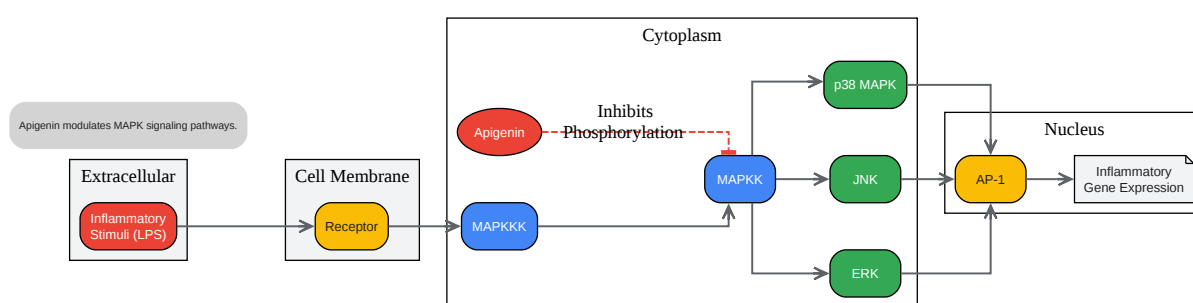 Apigenin modulates MAPK signaling pathways.
Extracellular
Inflammatory
Stimuli (LPS)
Cell Membrane
Receptor
Cytoplasm
Apigenin
Inhibits
Phosphorylation
MAPKKK
MAPKK
p38 MAPK
JNK
ERK
Nucleus
AP-1
Inflammatory
Gene Expression